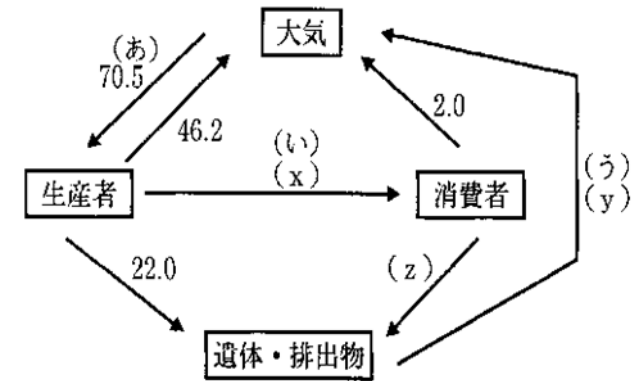 大気
(あ)
70.5
46.2
2.0
(い)
(x)
(う)
(y)
生産者
消費者
22.0
(z)
遺体・排出物